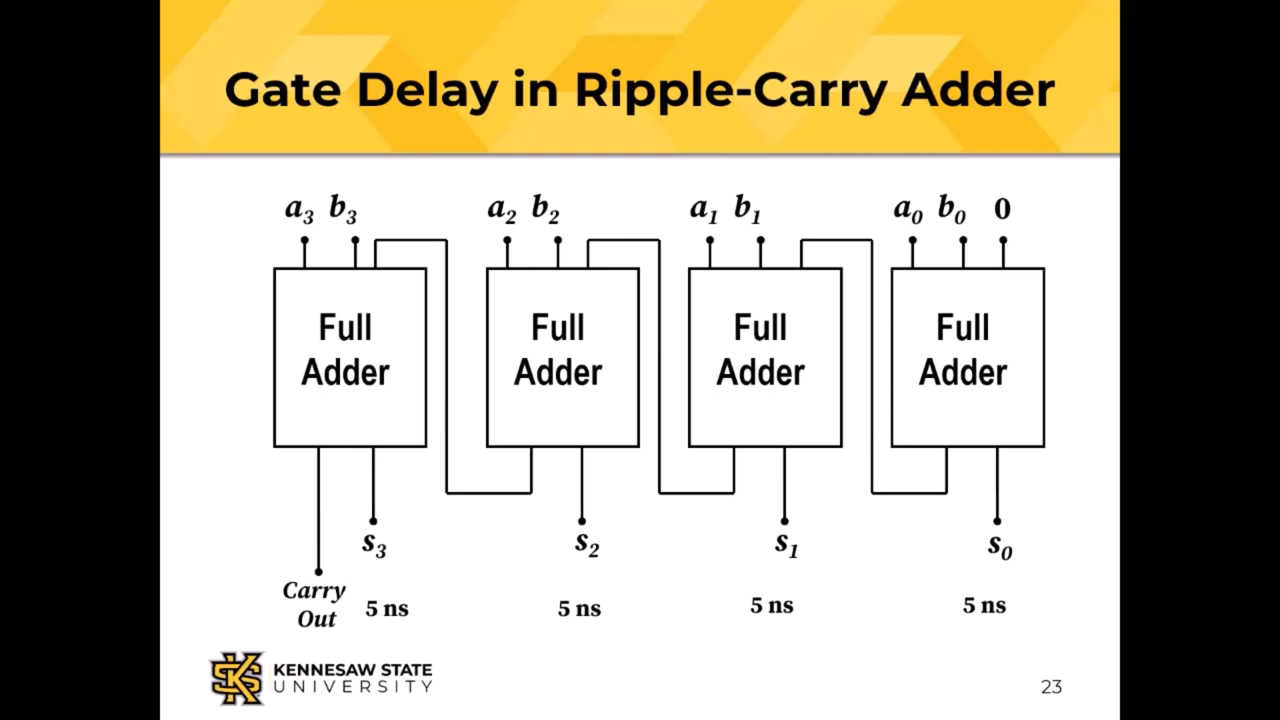 Gate Delay in Ripple-Carry Adder
a3 b3 a2 b2 a1 b1 a0 b0 0
Full Adder
Full Adder
Full Adder
Full Adder
s3 s2 s1 s0
Carry
Out
5 ns 5 ns 5 ns 5 ns
KENNESAW STATE
UNIVERSITY
23